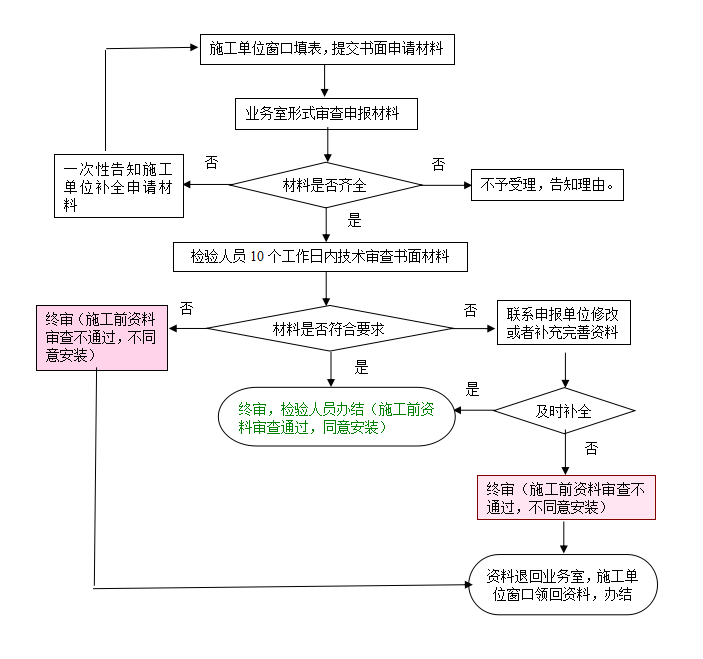 施工单位窗口填表，提交书面申请材料
业务室形式审查申报材料
否
否
一次性告知施工
单位补全申请材
料
材料是否齐全
不予受理，告知理由。
是
检验人员 10 个工作日内技术审查书面材料
否
否
终审（施工前资料
审查不通过，不同
意安装）
材料是否符合要求
联系申报单位修改
或者补充完善资料
是
是
终审，检验人员办结（施工前资
料审查通过，同意安装）
及时补全
否
终审（施工前资料审查不
通过，不同意安装）
资料退回业务室，施工单
位窗口领回资料，办结